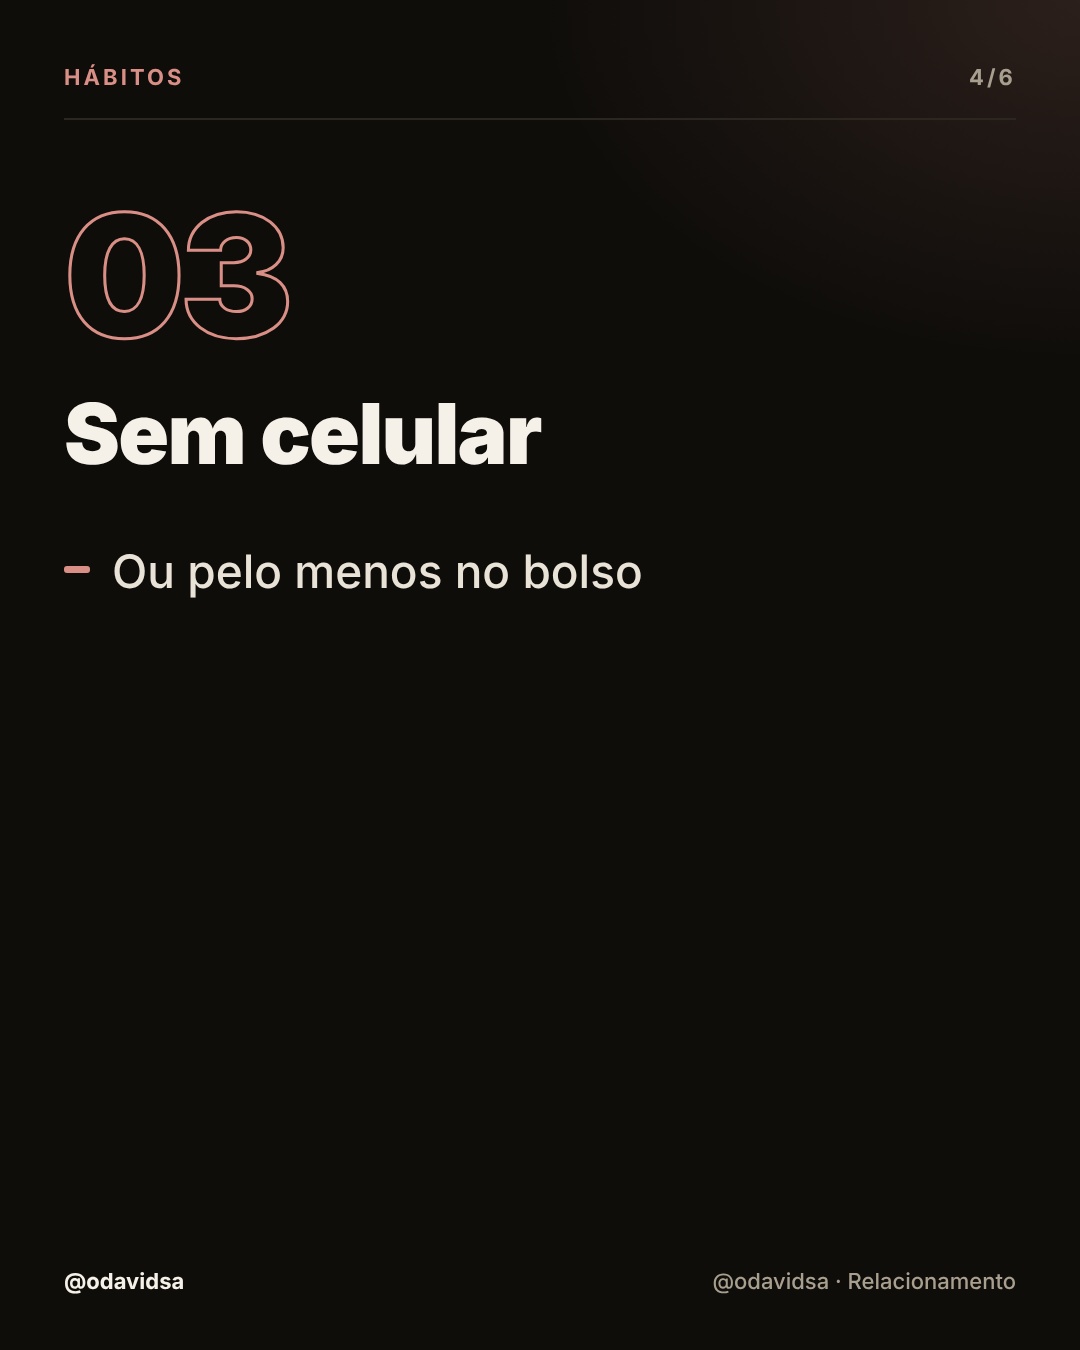 HÁBITOS
4/6
03
Sem celular
Ou pelo menos no bolso
@odavidsa
@odavidsa · Relacionamento